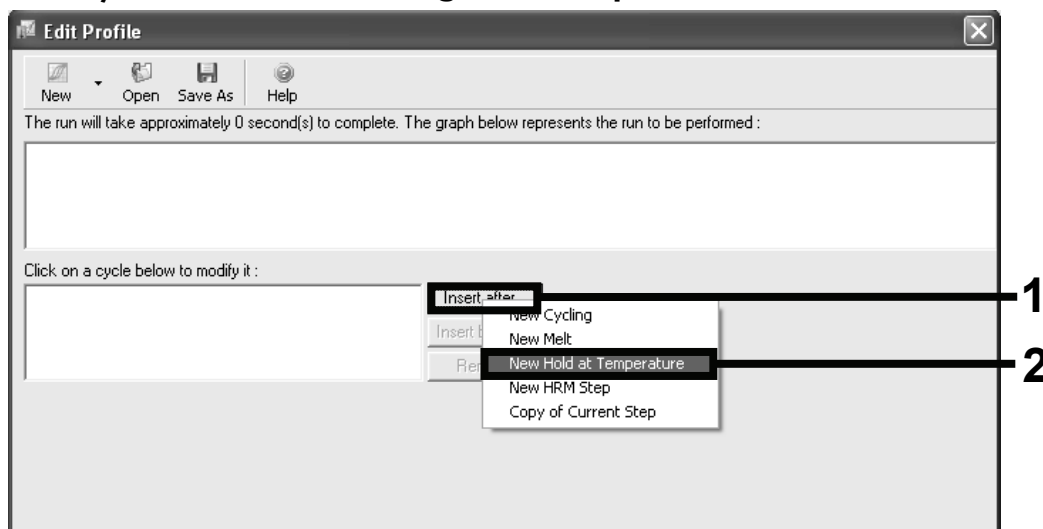 Edit Profile
New Open Save As Help
The run will take approximately 0 second(s) to complete. The graph below represents the run to be performed :
Click on a cycle below to modify it :
Insert after...
1
New Cycling
Insert
New Melt
New Hold at Temperature
2
New HRM Step
Copy of Current Step